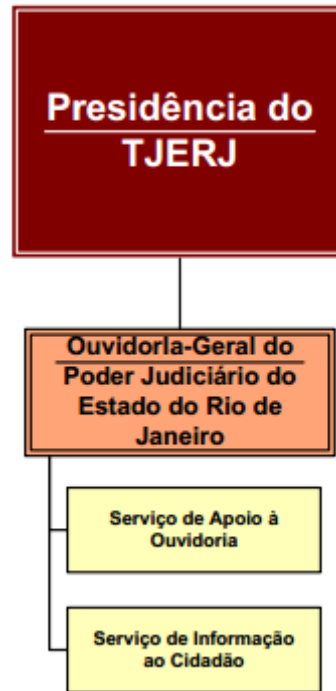 Presidência do
TJERJ
Ouvidoria-Geral do
Poder Judiciário do
Estado do Rio de
Janeiro
Serviço de Apoio à
Ouvidoria
Serviço de Informação
ao Cidadão